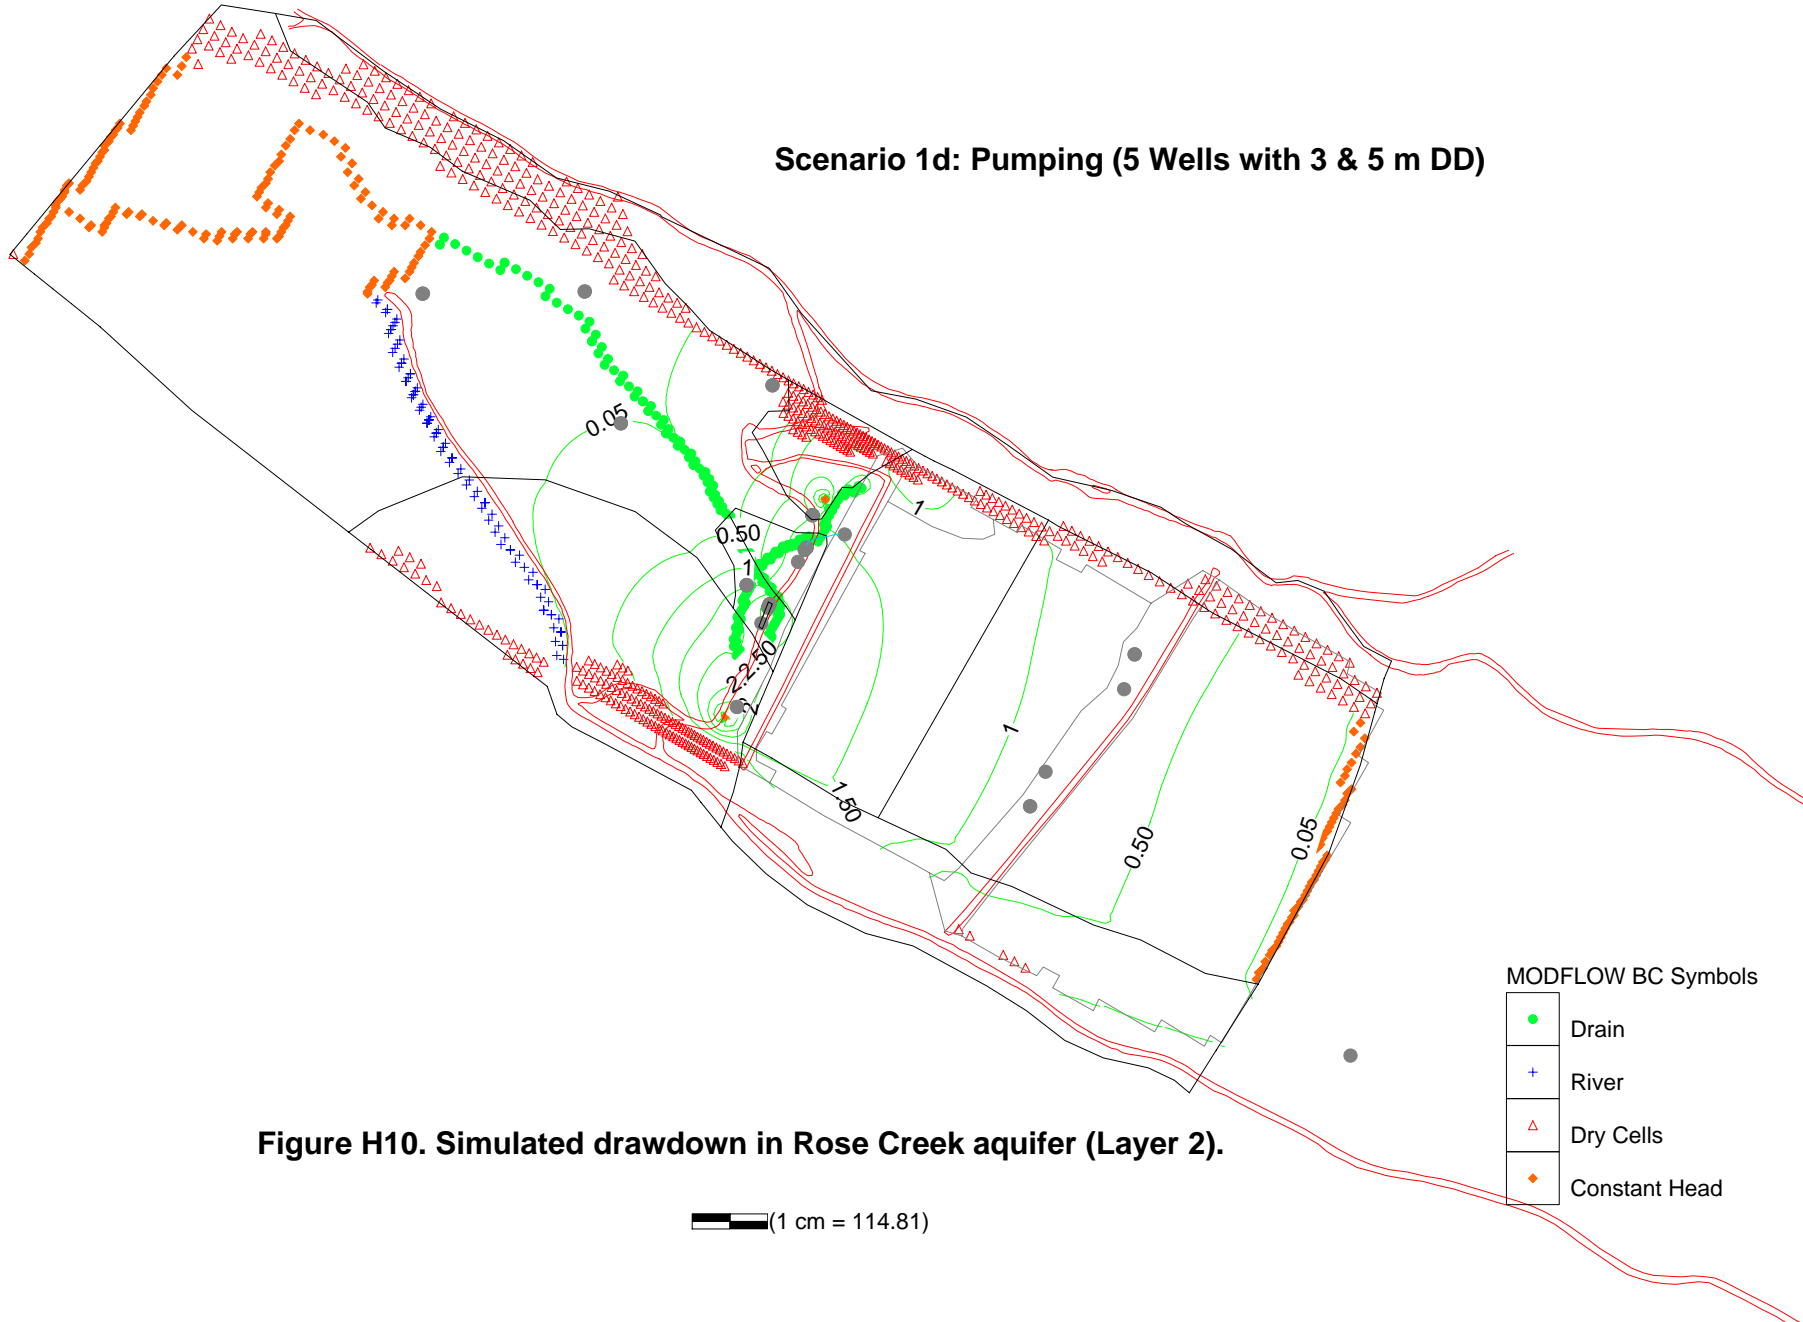 Scenario 1d: Pumping (5 Wells with 3 & 5 m DD)
0.05
1
0.50
1
1
2.2.50
2
1
1.50
0.50
0.05
MODFLOW BC Symbols
Drain
River
Dry Cells
Constant Head
Figure H10. Simulated drawdown in Rose Creek aquifer (Layer 2).
(1 cm = 114.81)